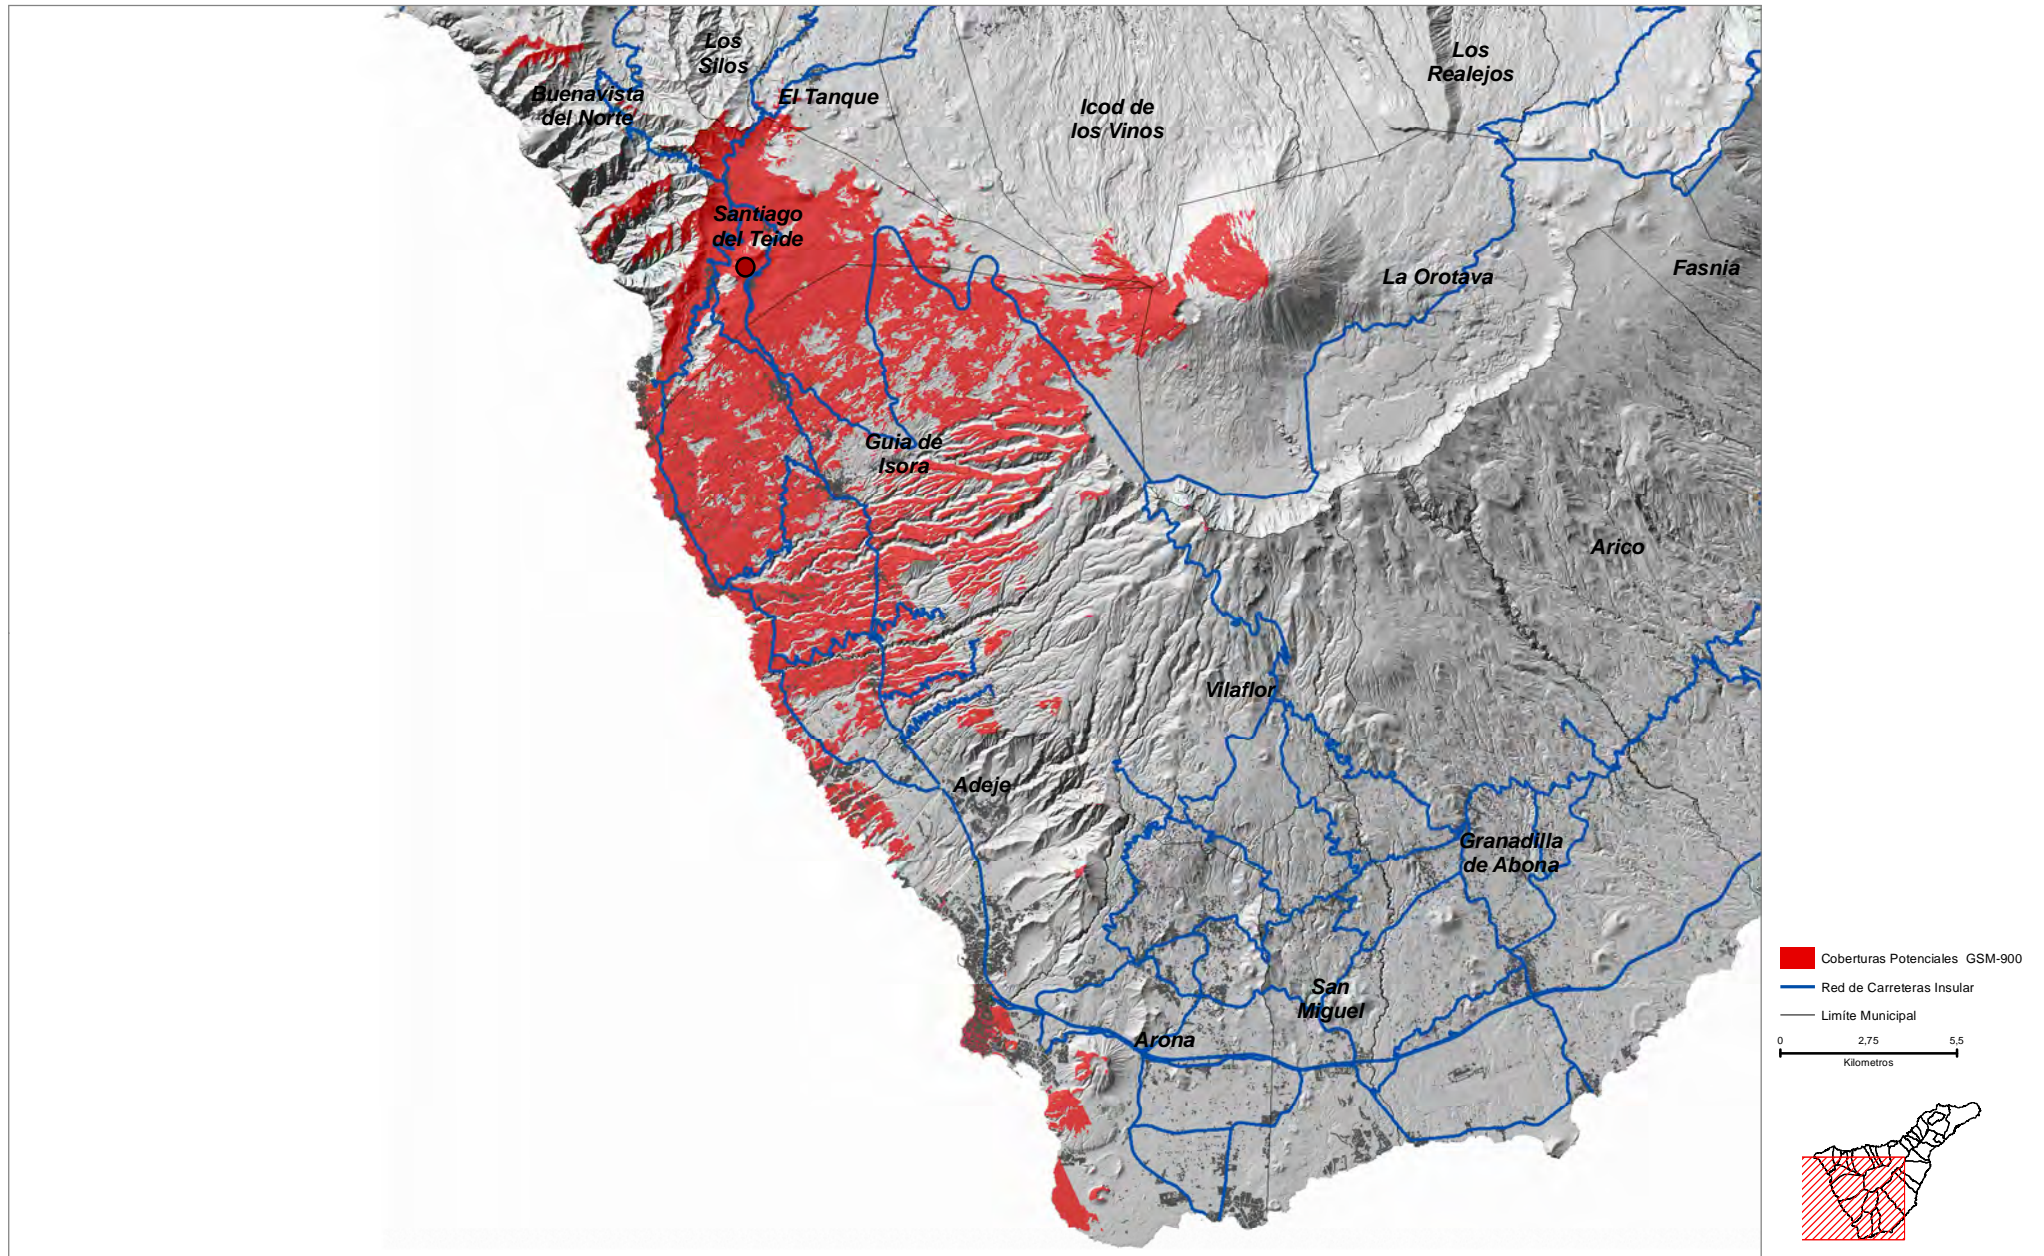 Los
Silos
Los
Realejos
Buenavista
del Norte
El Tanque
Icod de
los Vinos
Santiago
del Teide
La Orotava
Fasnia
Guia de
Isora
Arico
Vilaflor
Adeje
Granadilla
de Abona
San
Miguel
Arona
Coberturas Potenciales GSM-900
Red de Carreteras Insular
Limíte Municipal
0 2,75 5,5
Kilometros